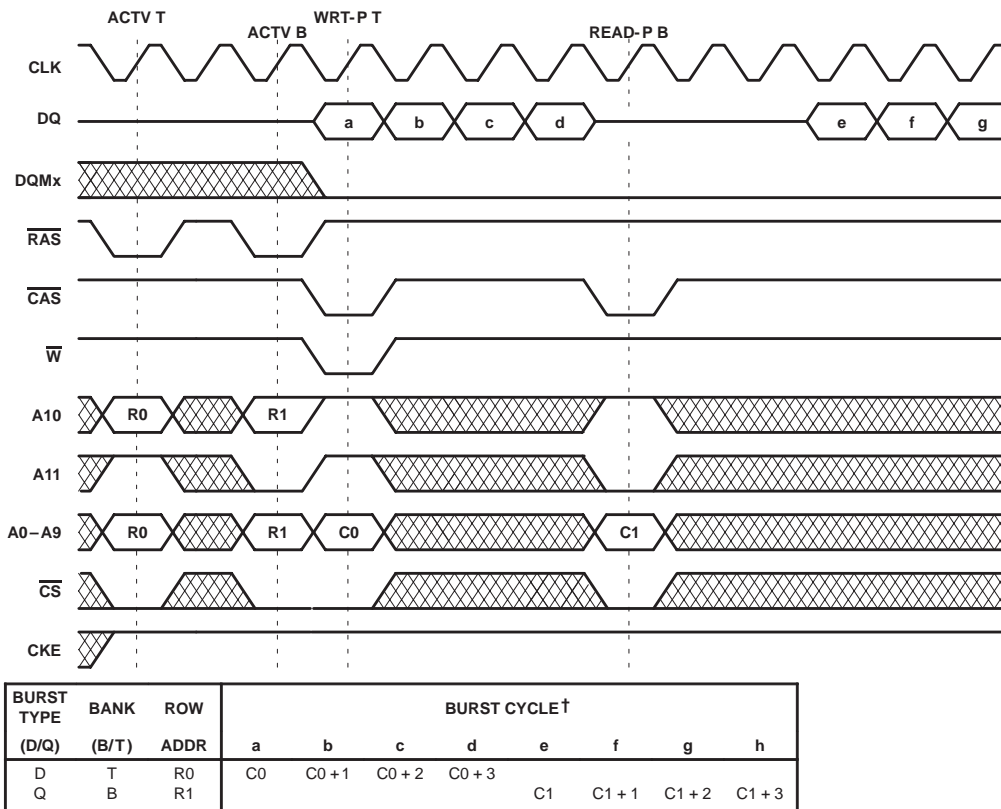 ACTV T
WRT-P T
ACTV B
READ-P B
CLK
DQ
a b c d e f g
DQMx
RAS
CAS
W
A10
R0 R1
A11
A0–A9
R0 R1 C0 C1
CS
CKE
BURST TYPE BANK ROW BURST CYCLE†
(D/Q) (B/T) ADDR a b c d e f g h
D T R0 C0 C0 + 1 C0 + 2 C0 + 3
Q B R1 C1 C1 + 1 C1 + 2 C1 + 3